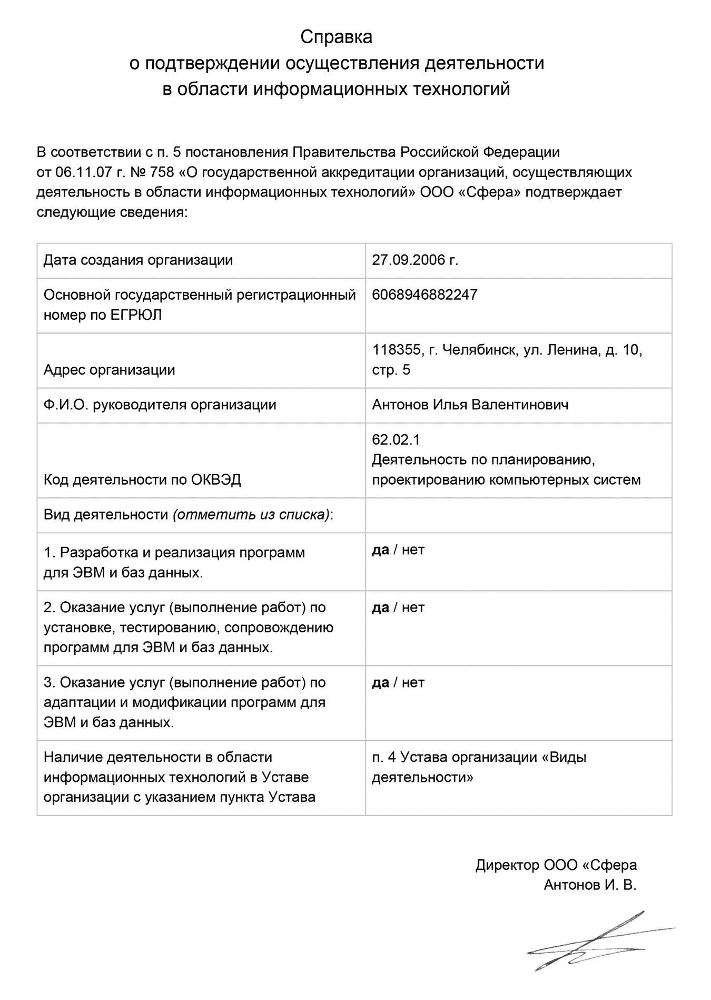 Справка
о подтверждении осуществления деятельности
в области информационных технологий
В соответствии с п. 5 постановления Правительства Российской Федерации
от 06.11.07 г. № 758 «О государственной аккредитации организаций, осуществляющих
деятельность в области информационных технологий» ООО «Сфера» подтверждает
следующие сведения:
Дата создания организации
27.09.2006 г.
Основной государственный регистрационный
номер по ЕГРЮЛ
6068946882247
Адрес организации
118355, г. Челябинск, ул. Ленина, д. 10,
стр. 5
Ф.И.О. руководителя организации
Антонов Илья Валентинович
Код деятельности по ОКВЭД
62.02.1
Деятельность по планированию,
проектированию компьютерных систем
Вид деятельности (отметить из списка):
1. Разработка и реализация программ
для ЭВМ и баз данных.
да / нет
2. Оказание услуг (выполнение работ) по
установке, тестированию, сопровождению
программ для ЭВМ и баз данных.
да / нет
3. Оказание услуг (выполнение работ) по
адаптации и модификации программ для
ЭВМ и баз данных.
да / нет
Наличие деятельности в области
информационных технологий в Уставе
организации с указанием пункта Устава
п. 4 Устава организации «Виды
деятельности»
Директор ООО «Сфера
Антонов И. В.